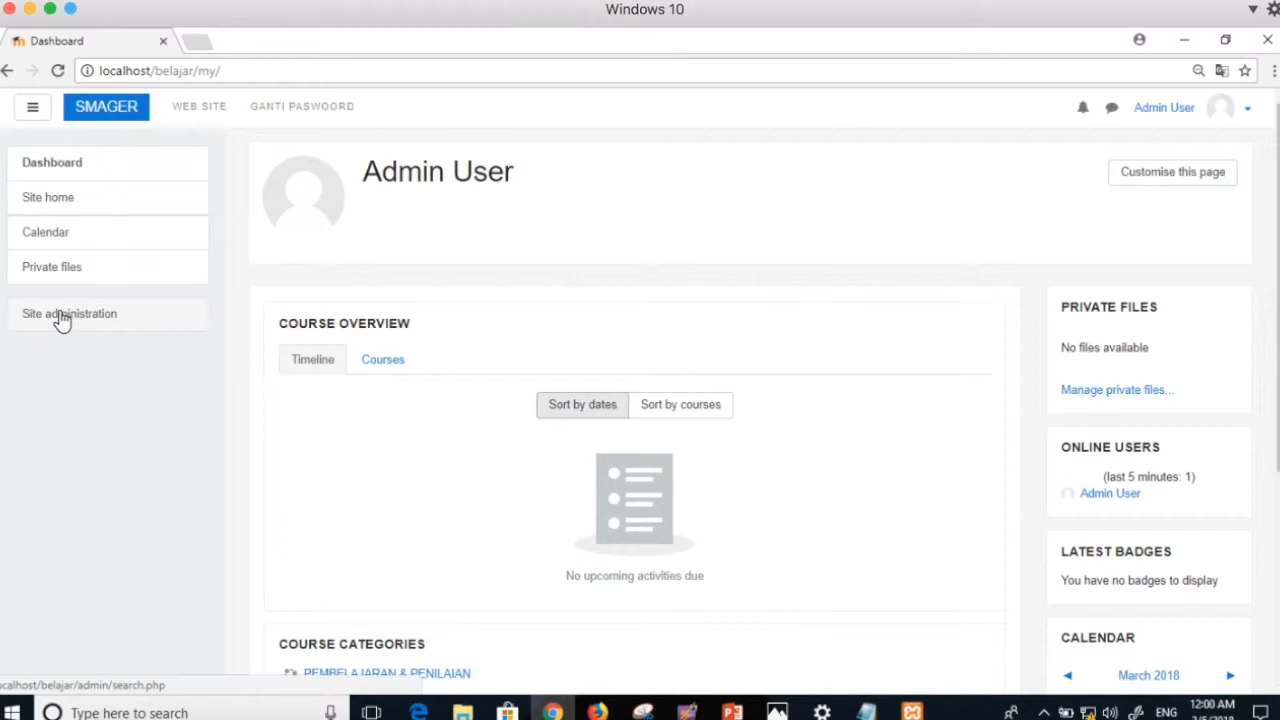 Windows 10
Dashboard
localhost/belajar/my/
SMAGER
WEB SITE
GANTI PASWOORD
Admin User
Dashboard
Site home
Calendar
Private files
Site administration
Admin User
Customise this page
COURSE OVERVIEW
Timeline
Courses
Sort by dates
Sort by courses
No upcoming activities due
COURSE CATEGORIES
PEMBELAJARAN & PENILAIAN
PRIVATE FILES
No files available
Manage private files...
ONLINE USERS
(last 5 minutes: 1)
Admin User
LATEST BADGES
You have no badges to display
CALENDAR
March 2018
ocalhost/belajar/admin/search.php
Type here to search
ENG
12:00 AM